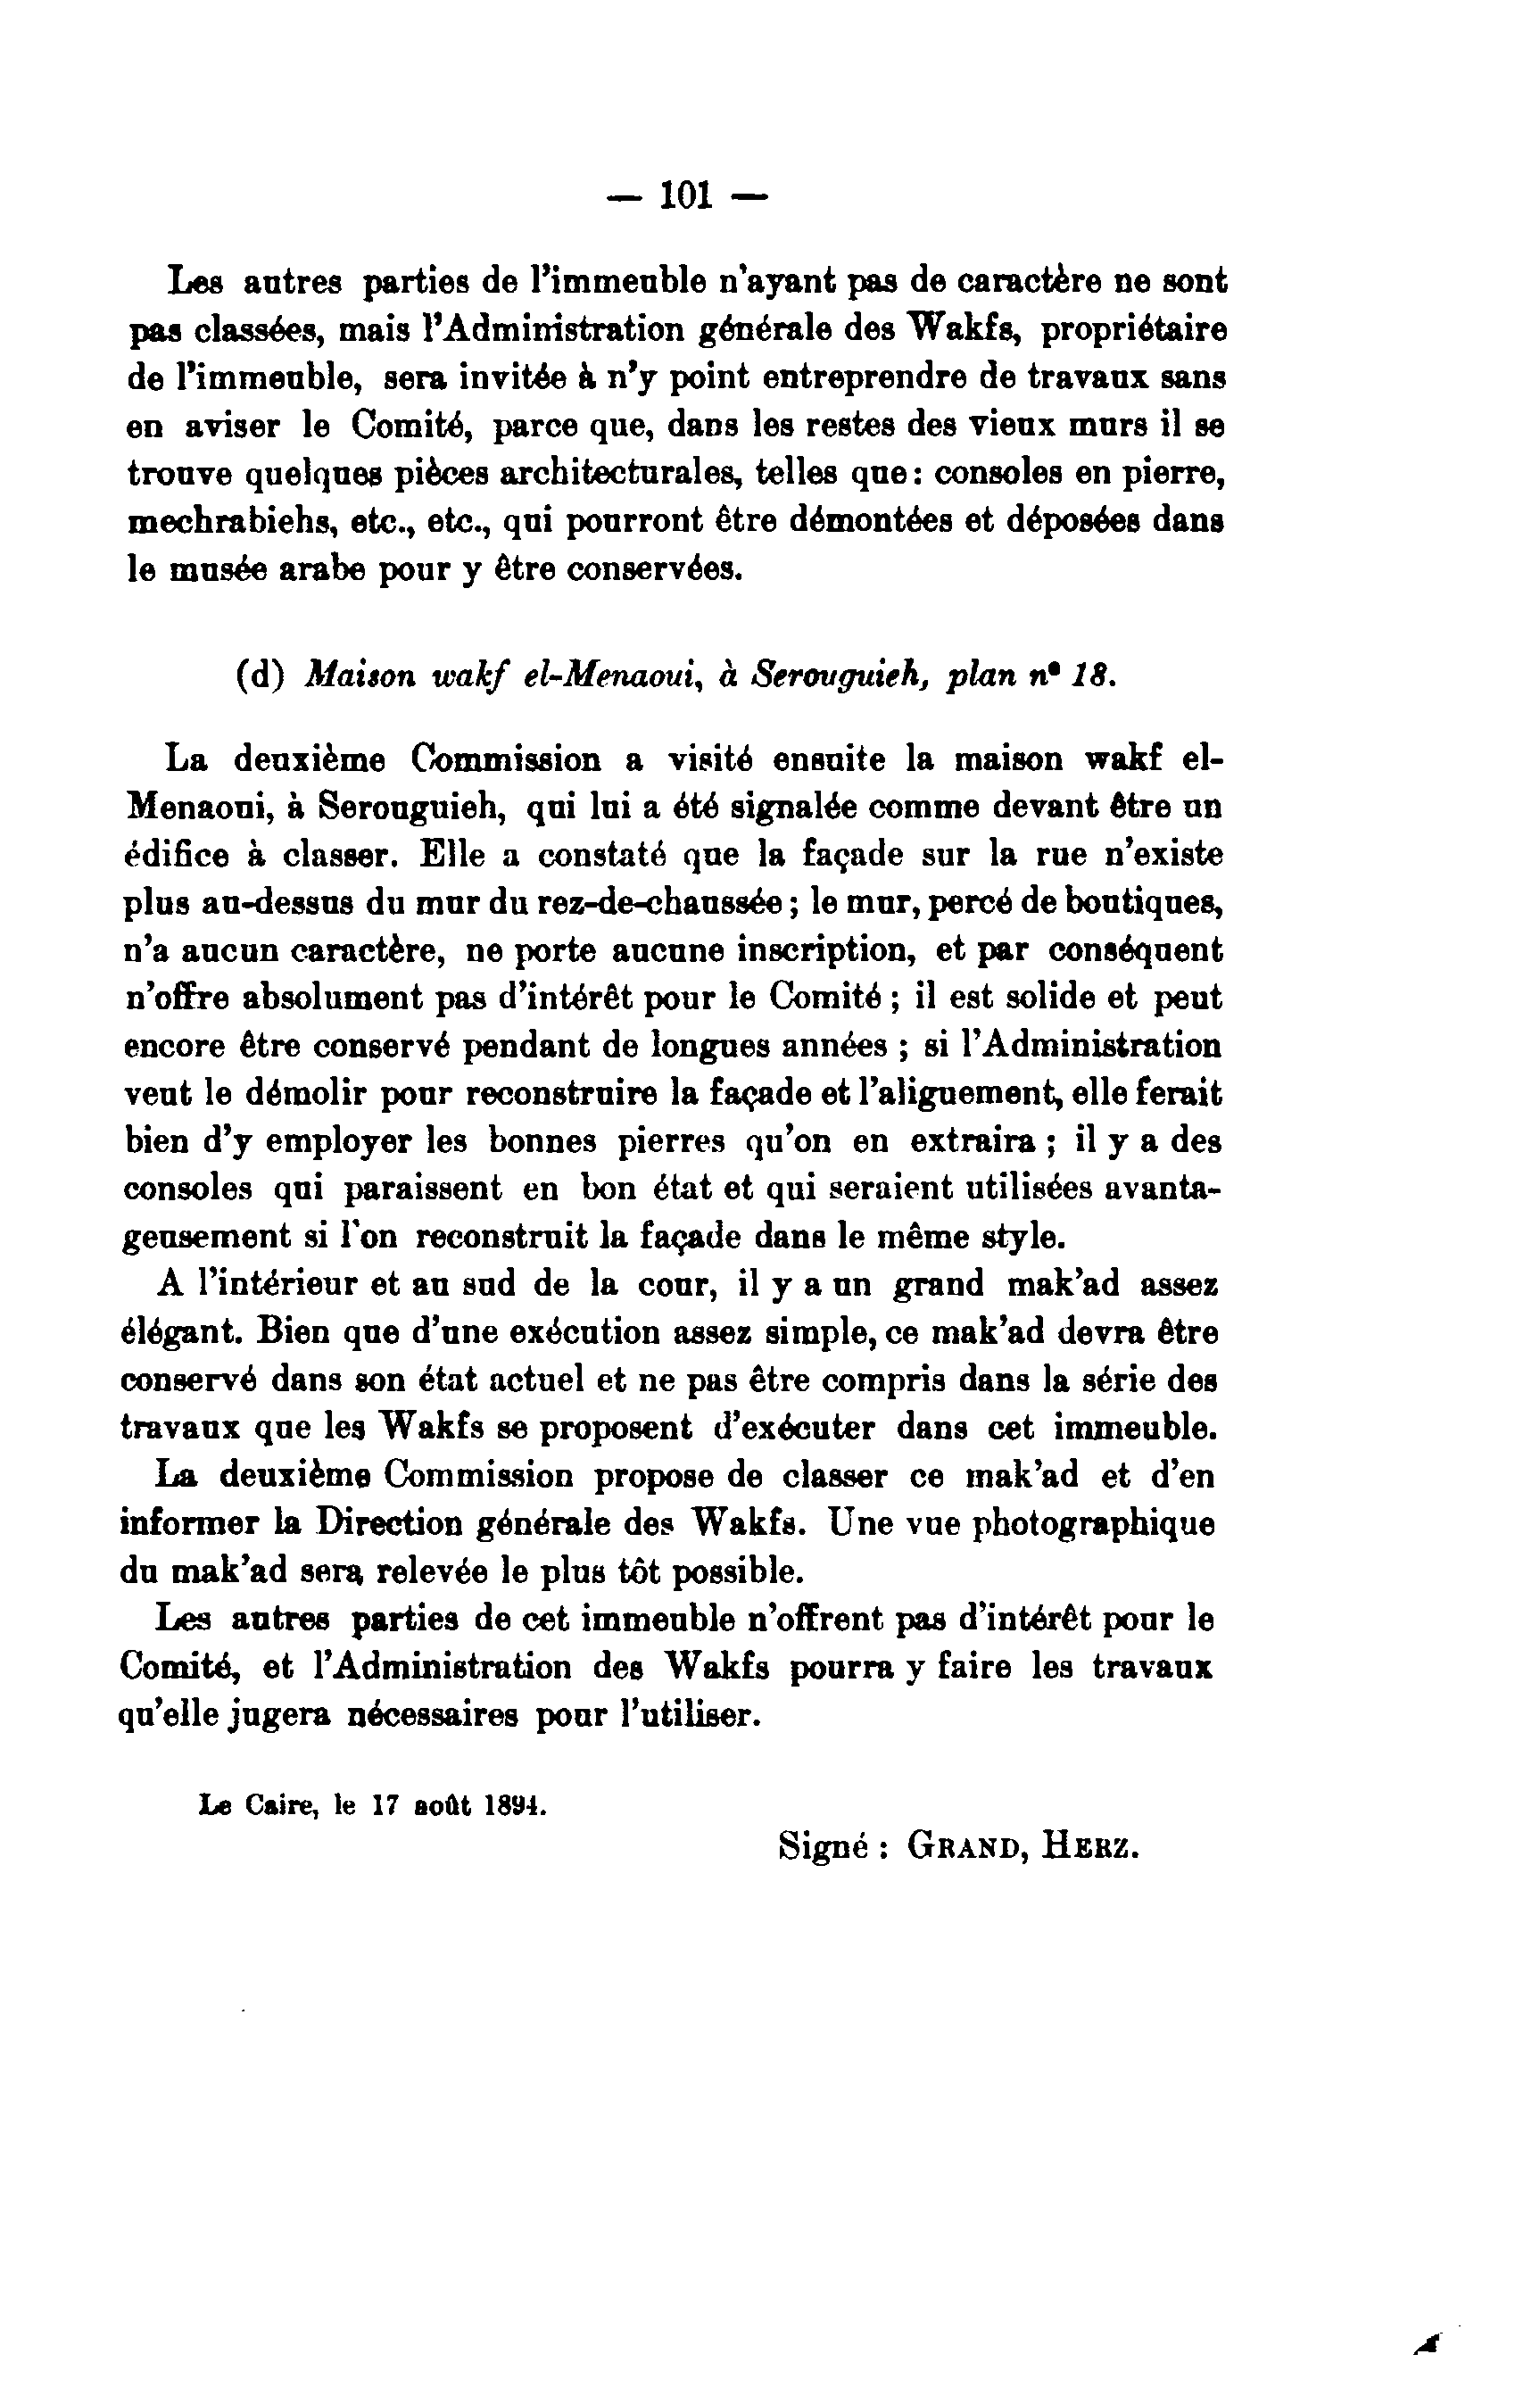 — 101 —
Les autres parties de l'immeuble n'ayant pas de caractère ne sont
pas classées, mais l'Administration générale des Wakfs, propriétaire
de l'immeuble, sera invitée à n'y point entreprendre de travaux sans
en aviser le Comité, parce que, dans les restes des vieux murs il se
trouve quelques pièces architecturales, telles que: consoles en pierre,
mechrabiehs, etc., etc., qui pourront être démontées et déposées dans
le musée arabe pour y être conservées.
(d) Maison wakf el-Menaoui, à Serouguieh, plan n° 18.
La deuxième Commission a visité ensuite la maison wakf el-
Menaoui, à Serouguieh, qui lui a été signalée comme devant être un
édifice à classer. Elle a constaté que la façade sur la rue n'existe
plus au-dessus du mur du rez-de-chaussée ; le mur, percé de boutiques,
n'a aucun caractère, ne porte aucune inscription, et par conséquent
n'offre absolument pas d'intérêt pour le Comité ; il est solide et peut
encore être conservé pendant de longues années ; si l'Administration
veut le démolir pour reconstruire la façade et l'aliguement, elle ferait
bien d'y employer les bonnes pierres qu'on en extraira ; il y a des
consoles qui paraissent en bon état et qui seraient utilisées avanta-
geusement si l'on reconstruit la façade dans le même style.
A l'intérieur et au sud de la cour, il y a un grand mak'ad assez
élégant. Bien que d'une exécution assez simple, ce mak'ad devra être
conservé dans son état actuel et ne pas être compris dans la série des
travaux que les Wakfs se proposent d'exécuter dans cet immeuble.
La deuxième Commission propose de classer ce mak'ad et d'en
informer la Direction générale des Wakfs. Une vue photographique
du mak'ad sera relevée le plus tôt possible.
Les autres parties de cet immeuble n'offrent pas d'intérêt pour le
Comité, et l'Administration des Wakfs pourra y faire les travaux
qu'elle jugera nécessaires pour l'utiliser.
Le Caire, le 17 août 1894.
Signé : GRAND, HERZ.